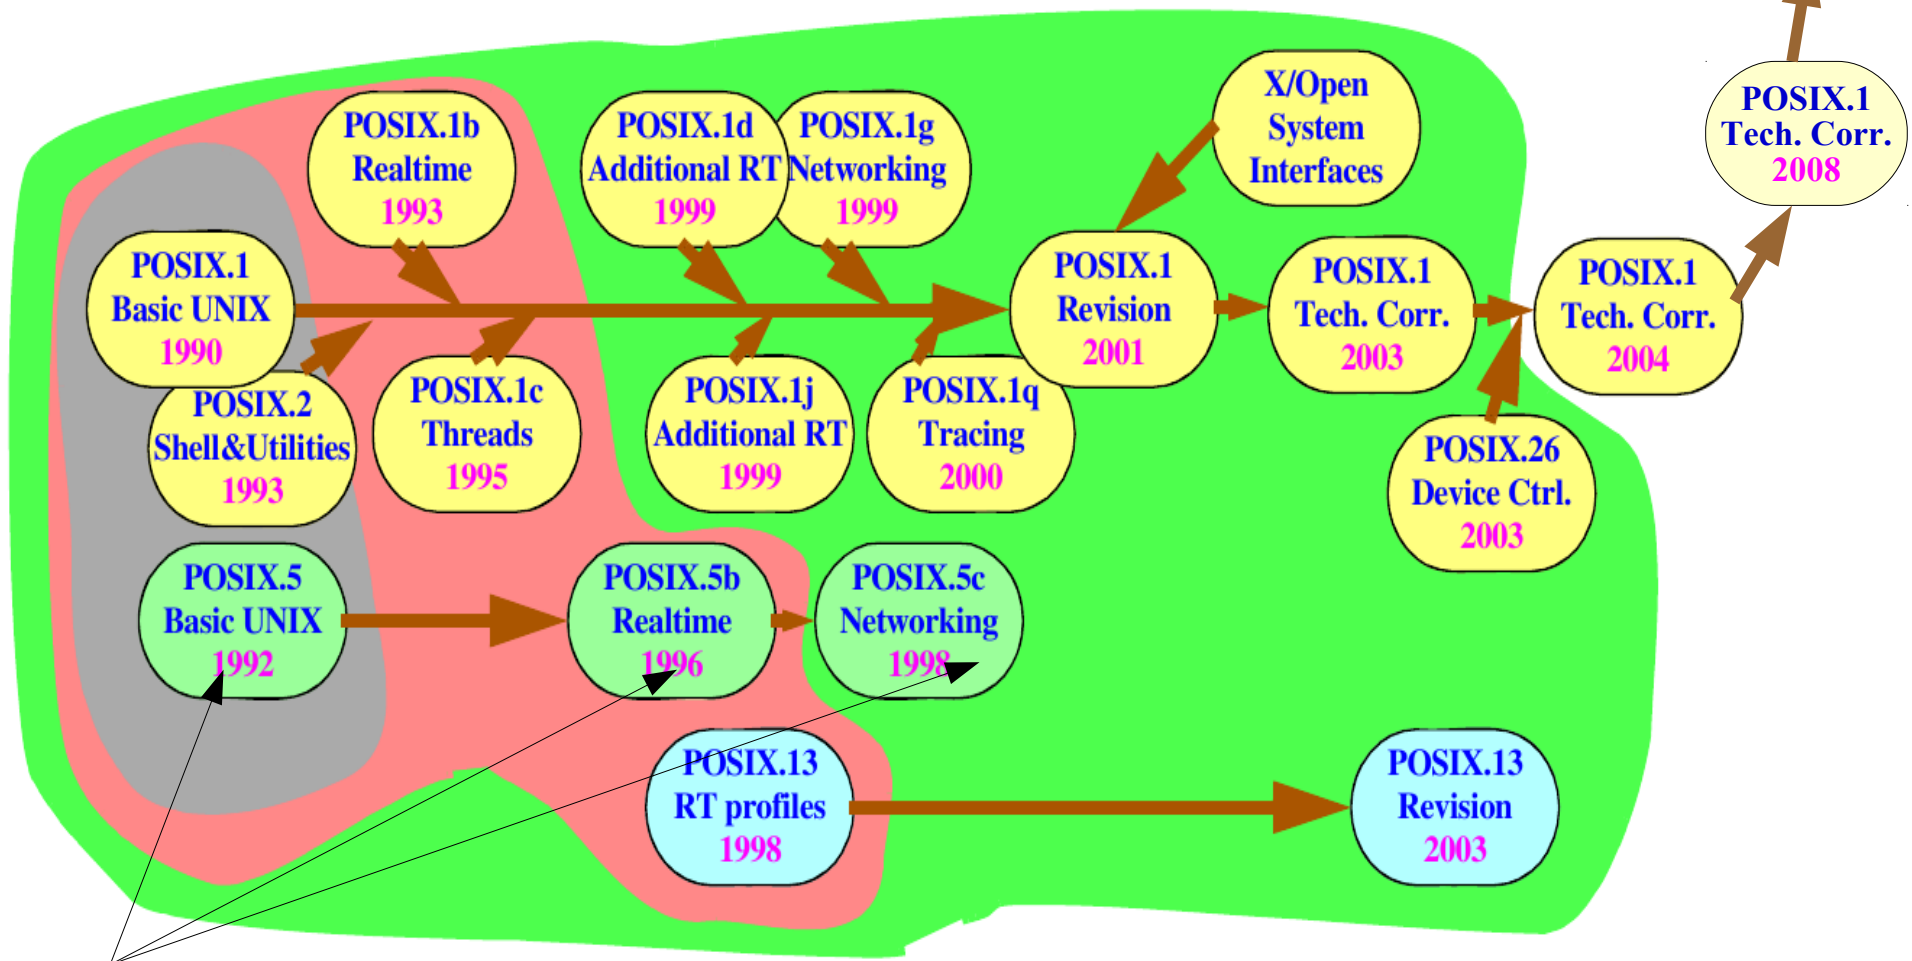 POSIX.1b
Realtime
1993
POSIX.1d
Additional RT
1999
POSIX.1g
Networking
1999
X/Open
System
Interfaces
POSIX.1
Tech. Corr.
2008
POSIX.1
Basic UNIX
1990
POSIX.1
Revision
2001
POSIX.1
Tech. Corr.
2003
POSIX.1
Tech. Corr.
2004
POSIX.2
Shell&Utilities
1993
POSIX.1c
Threads
1995
POSIX.1j
Additional RT
1999
POSIX.1q
Tracing
2000
POSIX.26
Device Ctrl.
2003
POSIX.5
Basic UNIX
1992
POSIX.5b
Realtime
1996
POSIX.5c
Networking
1998
POSIX.13
RT profiles
1998
POSIX.13
Revision
2003